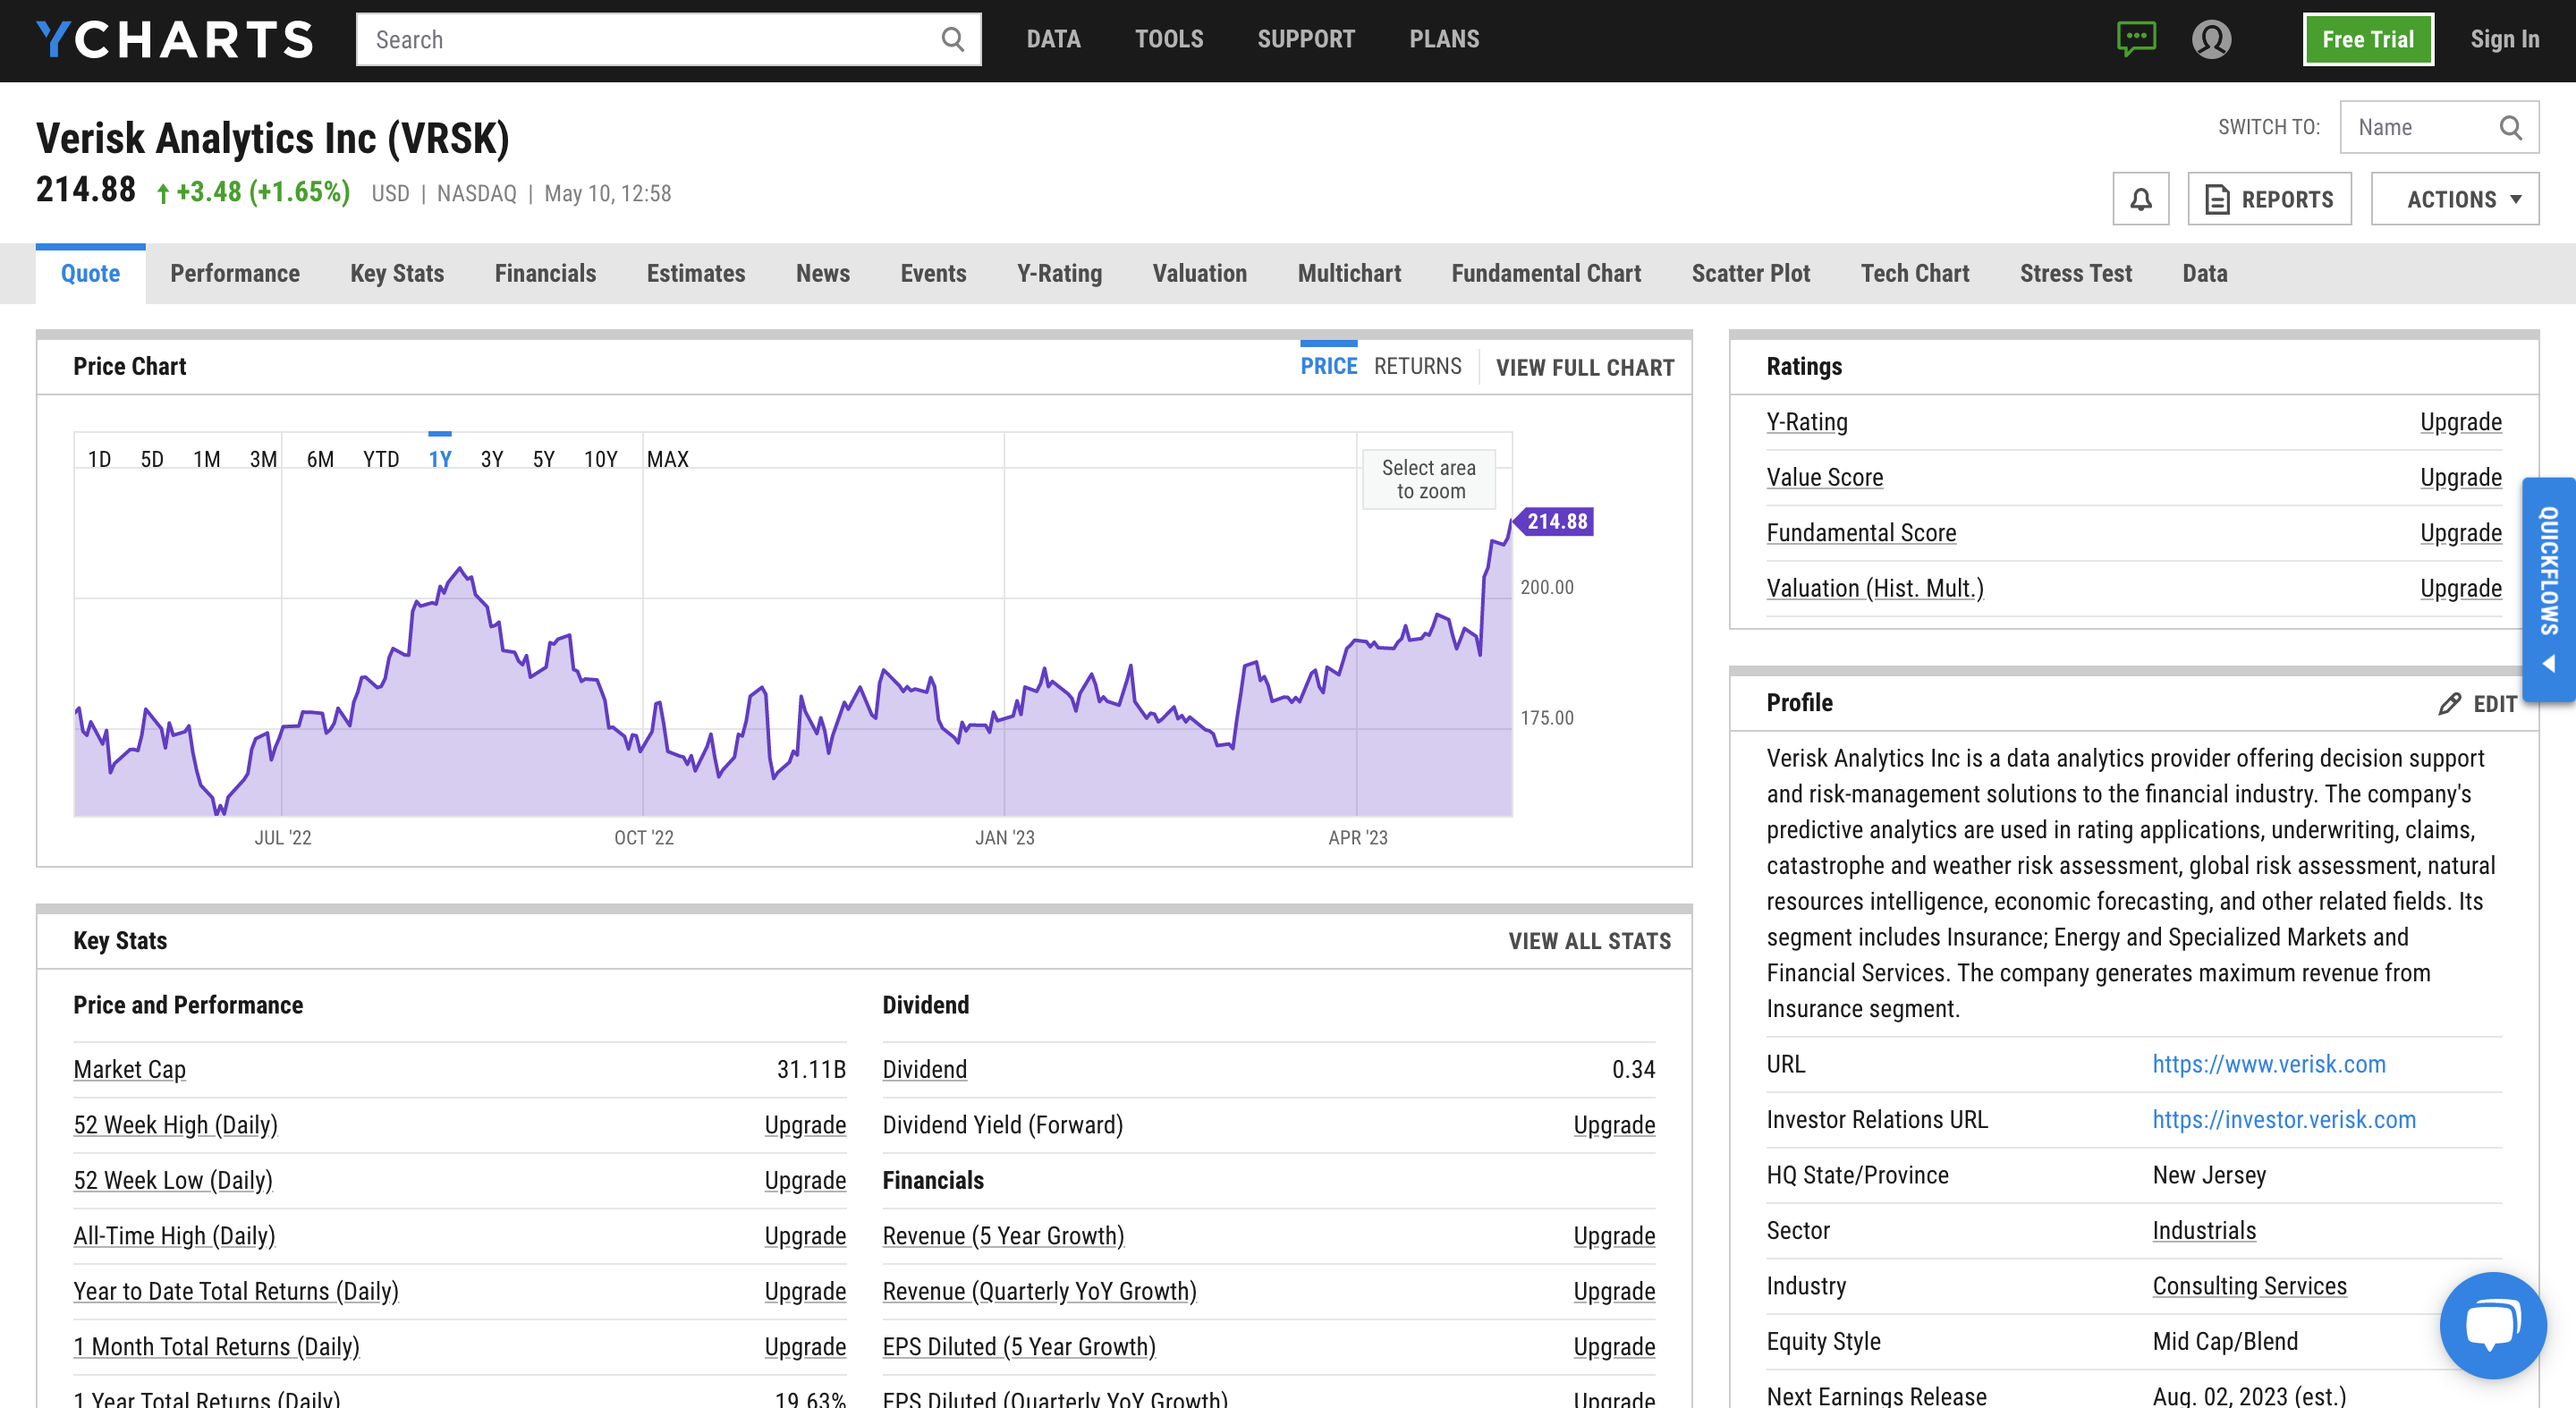 YCHARTS
Search
DATA TOOLS SUPPORT PLANS
Free Trial
Sign In
Verisk Analytics Inc (VRSK)
214.88 +3.48 (+1.65%) USD | NASDAQ | May 10, 12:58
SWITCH TO: Name
REPORTS
ACTIONS
Quote Performance Key Stats Financials Estimates News Events Y-Rating Valuation Multichart Fundamental Chart Scatter Plot Tech Chart Stress Test Data
Price Chart
PRICE RETURNS VIEW FULL CHART
1D 5D 1M 3M 6M YTD 1Y 3Y 5Y 10Y MAX
Select area
to zoom
214.88
200.00
175.00
JUL '22 OCT '22 JAN '23 APR '23
Key Stats
VIEW ALL STATS
Price and Performance
Market Cap 31.11B
52 Week High (Daily) Upgrade
52 Week Low (Daily) Upgrade
All-Time High (Daily) Upgrade
Year to Date Total Returns (Daily) Upgrade
1 Month Total Returns (Daily) Upgrade
1 Year Total Returns (Daily) 19.63%
Dividend
Dividend 0.34
Dividend Yield (Forward) Upgrade
Financials
Revenue (5 Year Growth) Upgrade
Revenue (Quarterly YoY Growth) Upgrade
EPS Diluted (5 Year Growth) Upgrade
EPS Diluted (Quarterly YoY Growth) Upgrade
Ratings
Y-Rating Upgrade
Value Score Upgrade
Fundamental Score Upgrade
Valuation (Hist. Mult.) Upgrade
QUICKFLOWS
Profile
EDIT
Verisk Analytics Inc is a data analytics provider offering decision support
and risk-management solutions to the financial industry. The company's
predictive analytics are used in rating applications, underwriting, claims,
catastrophe and weather risk assessment, global risk assessment, natural
resources intelligence, economic forecasting, and other related fields. Its
segment includes Insurance; Energy and Specialized Markets and
Financial Services. The company generates maximum revenue from
Insurance segment.
URL https://www.verisk.com
Investor Relations URL https://investor.verisk.com
HQ State/Province New Jersey
Sector Industrials
Industry Consulting Services
Equity Style Mid Cap/Blend
Next Earnings Release Aug. 02, 2023 (est.)